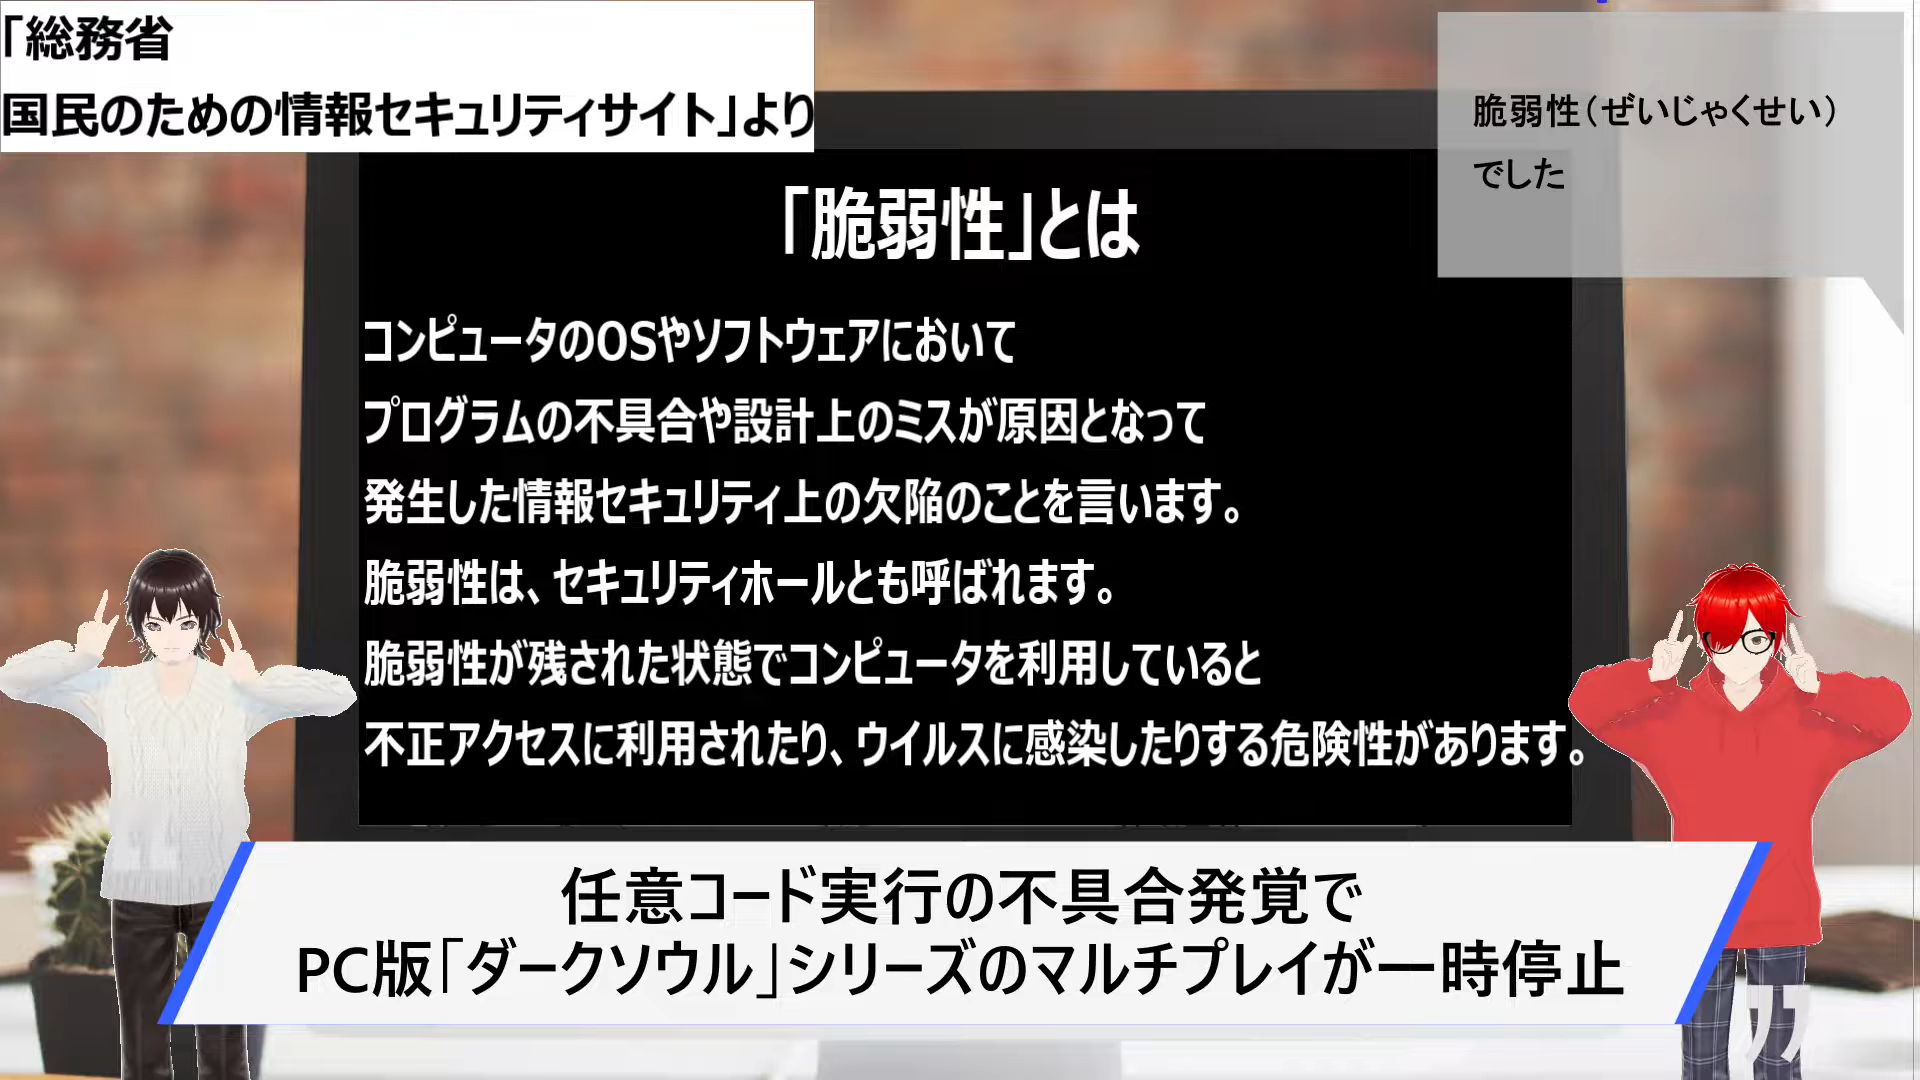 「総務省
国民のための情報セキュリティサイト」より
脆弱性(ぜいじゃくせい)
でした
「脆弱性」とは
コンピュータのOSやソフトウェアにおいて
プログラムの不具合や設計上のミスが原因となって
発生した情報セキュリティ上の欠陥のことを言います。
脆弱性は、セキュリティホールとも呼ばれます。
脆弱性が残された状態でコンピュータを利用していると
不正アクセスに利用されたり、ウイルスに感染したりする危険性があります。
任意コード実行の不具合発覚で
PC版「ダークソウル」シリーズのマルチプレイが一時停止